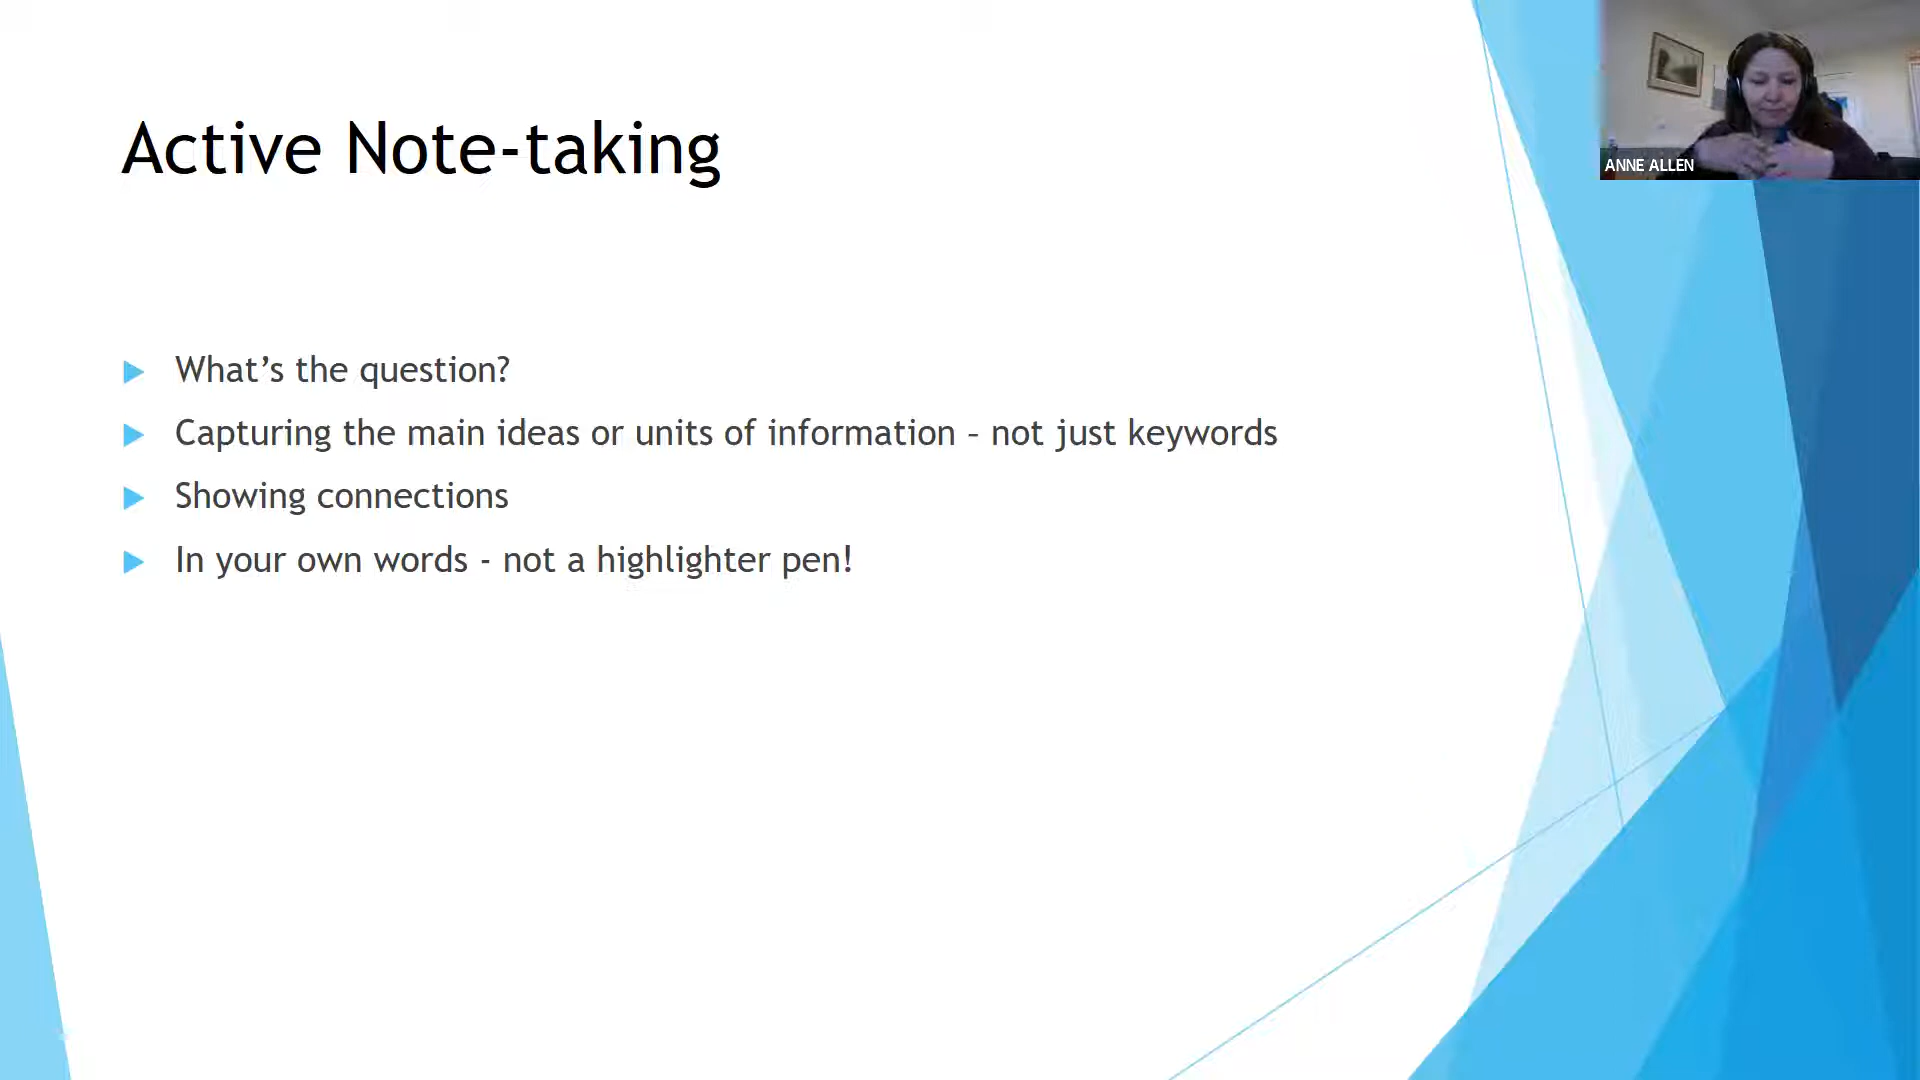 Active Note-taking
What's the question?
Capturing the main ideas or units of information – not just keywords
Showing connections
In your own words - not a highlighter pen!
ANNE ALLEN